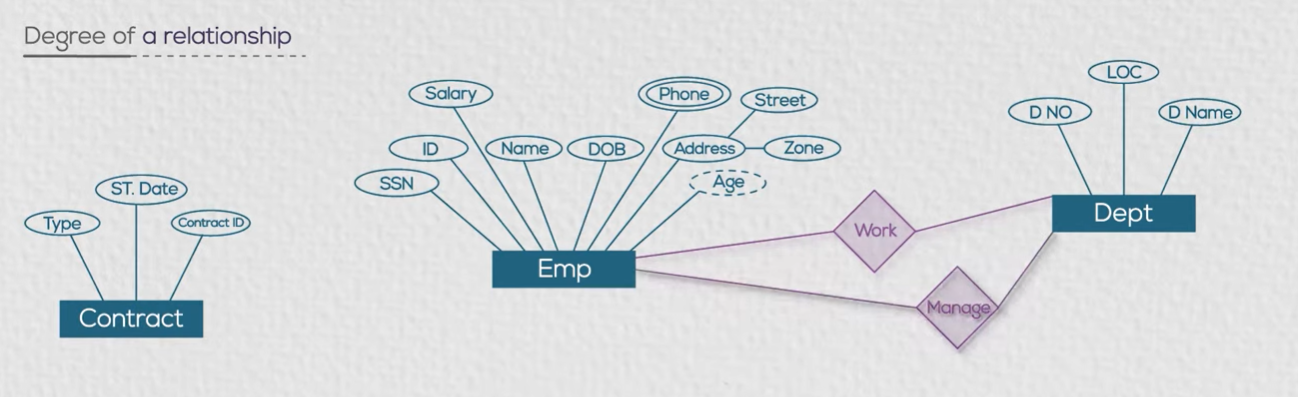 Degree of a relationship
Salary
Phone
Street
ID
Name
DOB
Address
Zone
SSN
Age
Emp
ST. Date
Type
Contract ID
Contract
Work
Manage
LOC
D NO
D Name
Dept